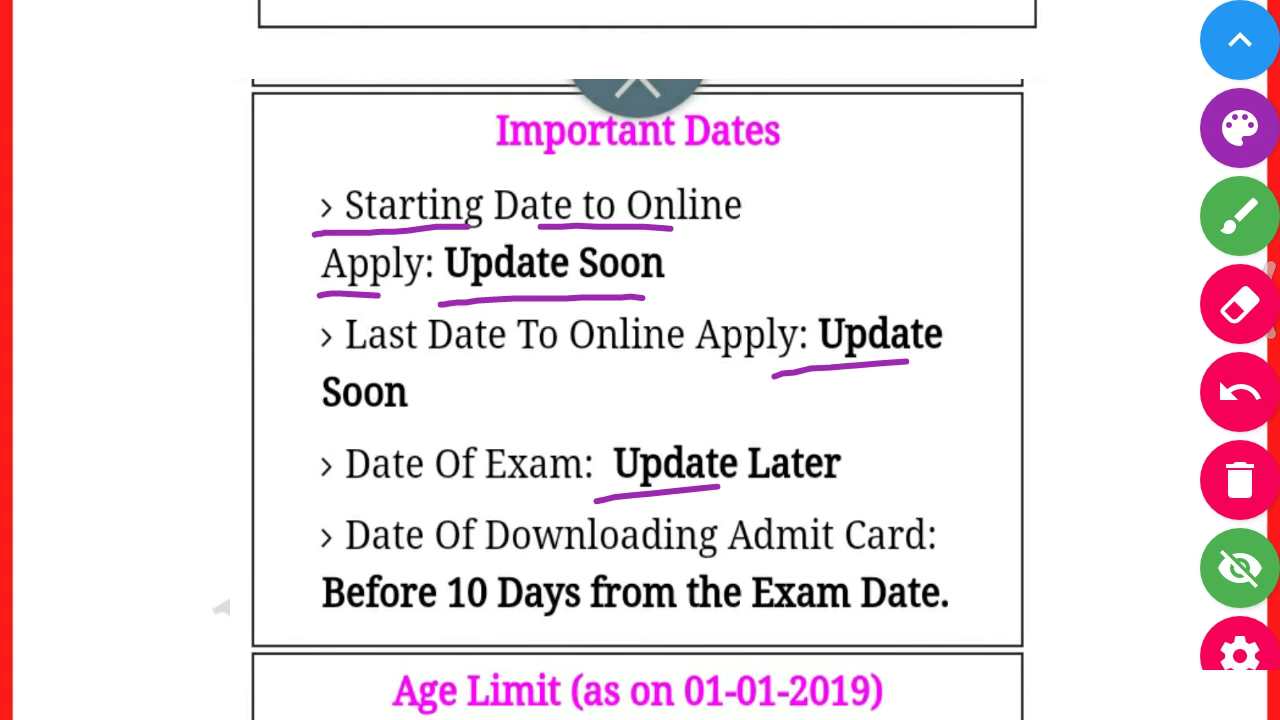 Important Dates
› Starting Date to Online
Apply: Update Soon
› Last Date To Online Apply: Update
Soon
› Date Of Exam: Update Later
› Date Of Downloading Admit Card:
Before 10 Days from the Exam Date.
Age Limit (as on 01-01-2019)